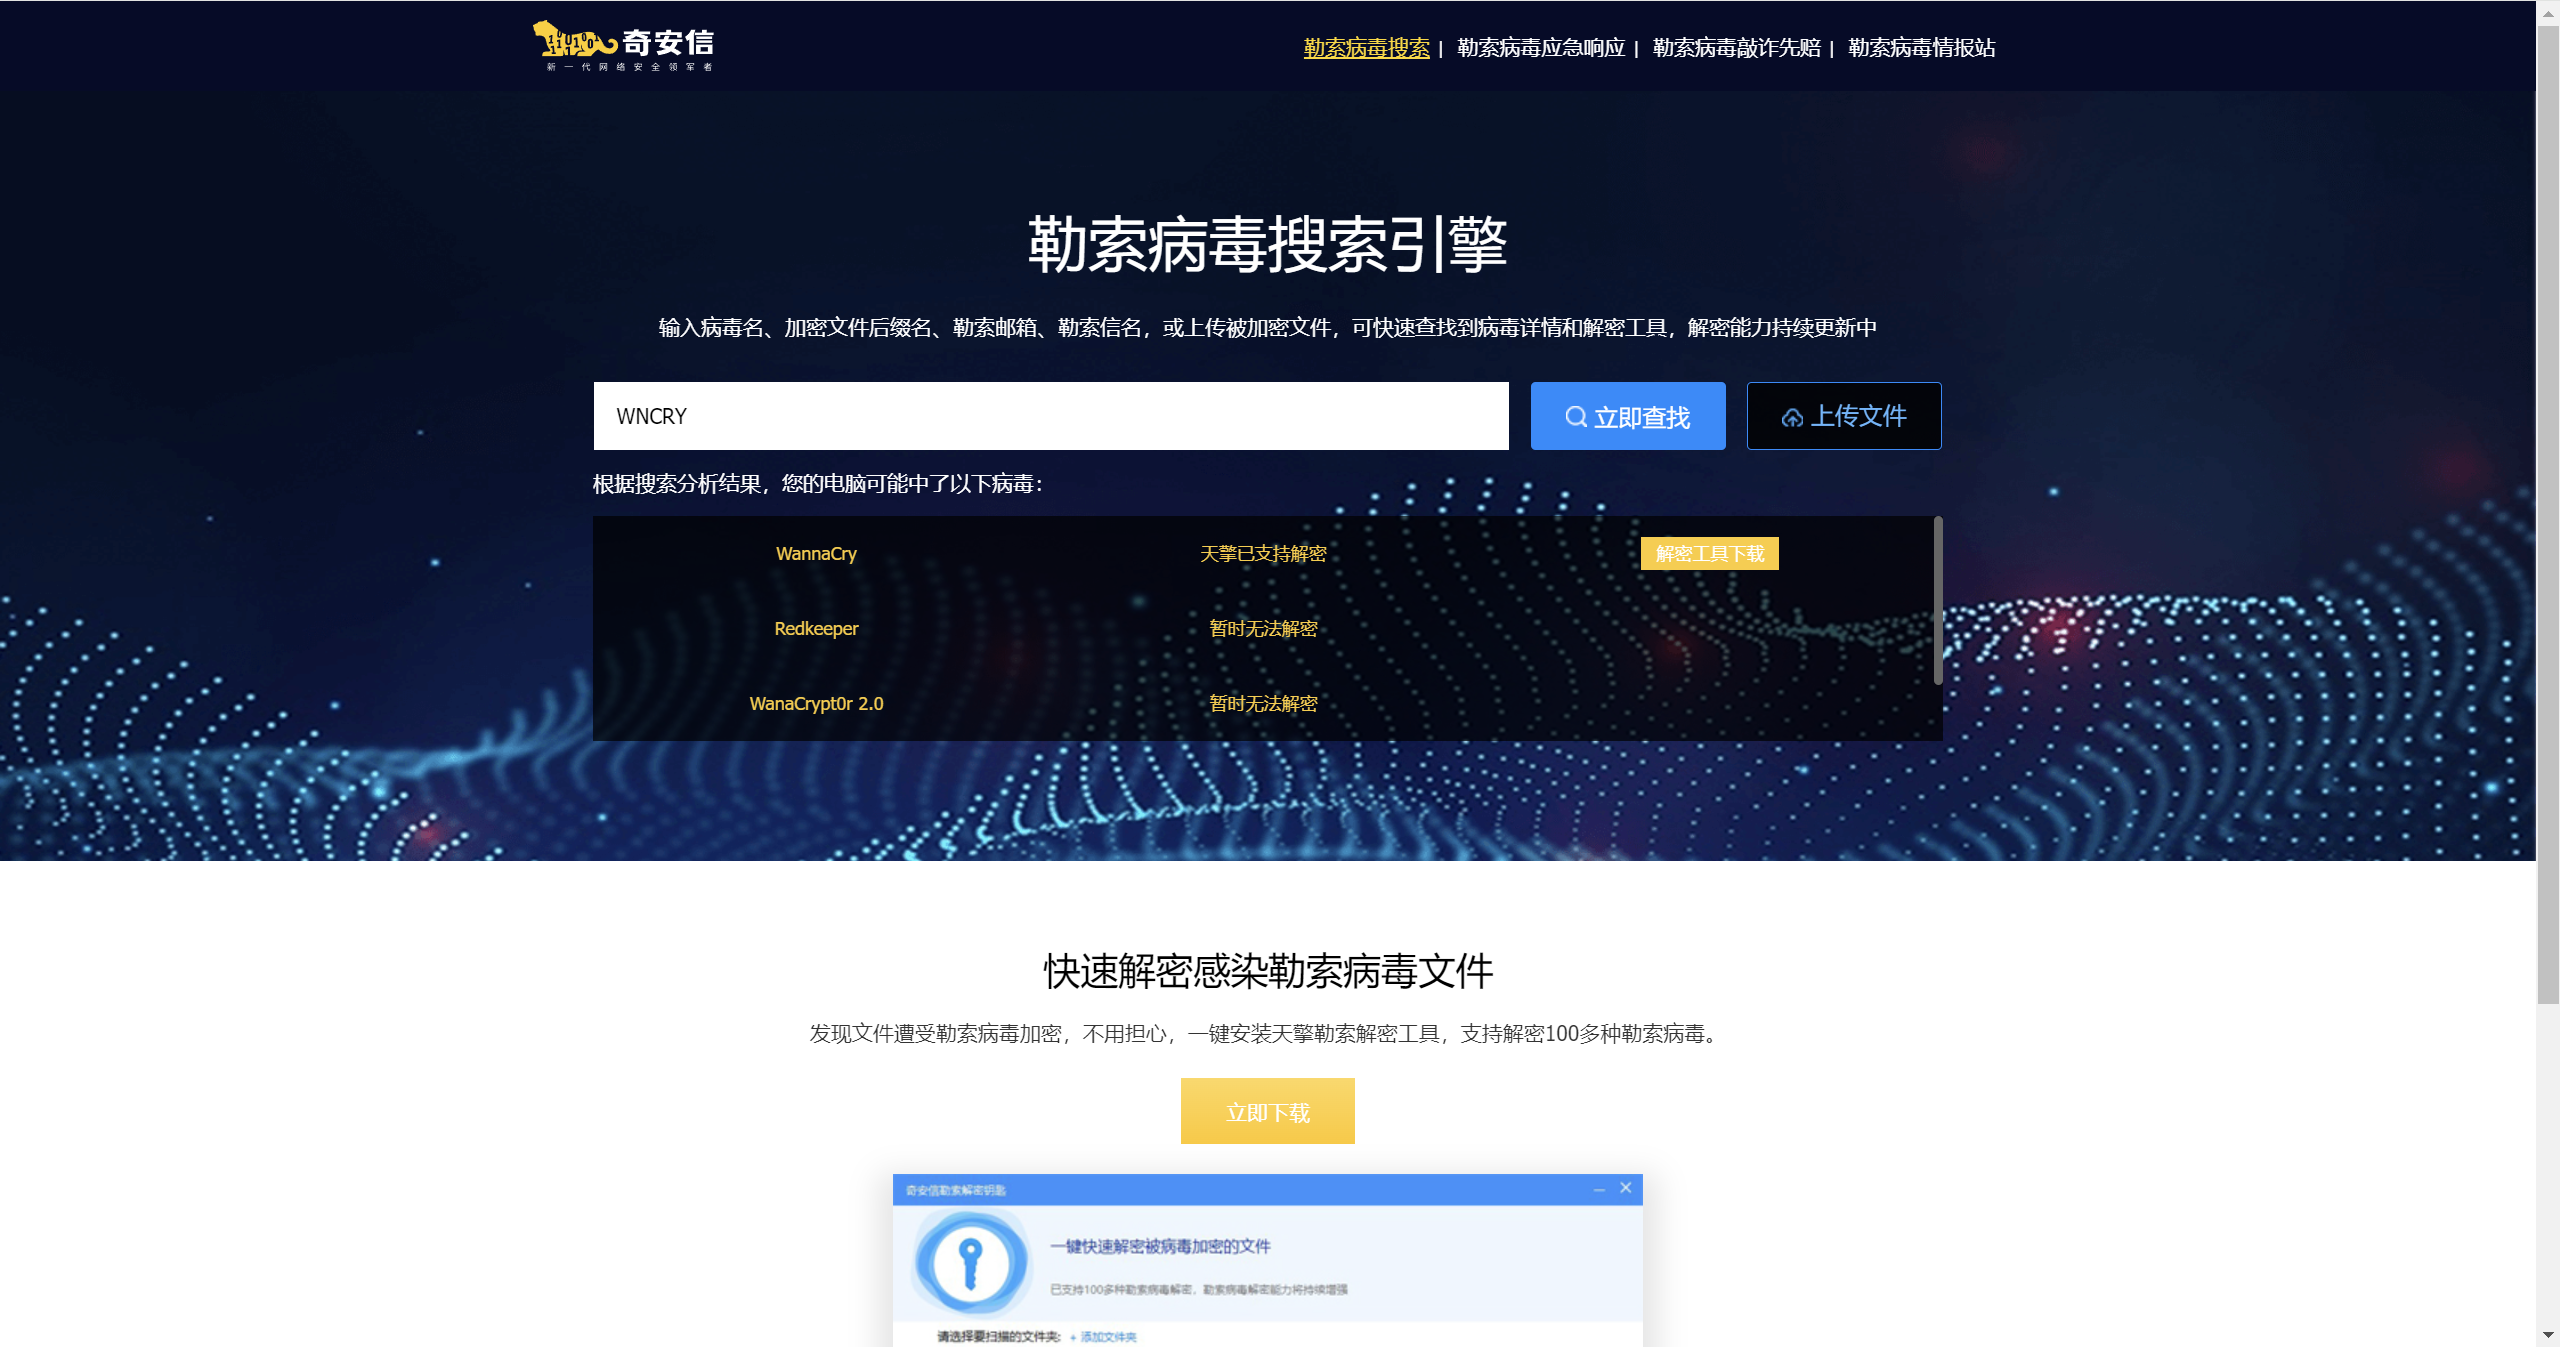 奇安信
新一代网络安全领军者
勒索病毒搜索 | 勒索病毒应急响应 | 勒索病毒敲诈先赔 | 勒索病毒情报站
勒索病毒搜索引擎
输入病毒名、加密文件后缀名、勒索邮箱、勒索信名，或上传被加密文件，可快速查找到病毒详情和解密工具，解密能力持续更新中
WNCRY 立即查找 上传文件
根据搜索分析结果，您的电脑可能中了以下病毒：
WannaCry 天擎已支持解密 解密工具下载
Redkeeper 暂时无法解密
WanaCrypt0r 2.0 暂时无法解密
快速解密感染勒索病毒文件
发现文件遭受勒索病毒加密，不用担心，一键安装天擎勒索解密工具，支持解密100多种勒索病毒。
立即下载
奇安信勒索解密钥匙
一键快速解密被病毒加密的文件
已支持100多种勒索病毒解密，勒索病毒解密能力将持续增强
请选择要扫描的文件夹: + 添加文件夹